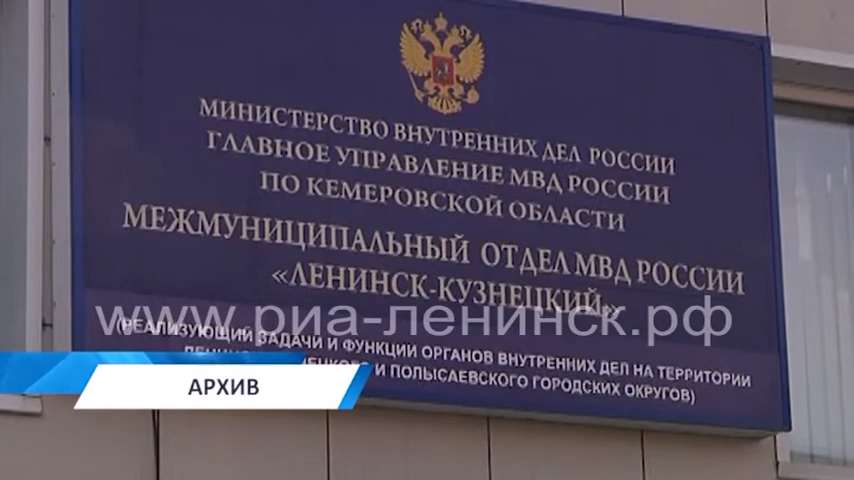 МИНИСТЕРСТВО ВНУТРЕННИХ ДЕЛ РОССИИ
ГЛАВНОЕ УПРАВЛЕНИЕ МВД РОССИИ
ПО КЕМЕРОВСКОЙ ОБЛАСТИ
МЕЖМУНИЦИПАЛЬНЫЙ ОТДЕЛ МВД РОССИИ
«ЛЕНИНСК-КУЗНЕЦКИЙ»
www.риа-ленинск.рф
(РЕАЛИЗУЮЩИЙ ЗАДАЧИ И ФУНКЦИИ ОРГАНОВ ВНУТРЕННИХ ДЕЛ НА ТЕРРИТОРИИ
И ПОЛЫСАЕВСКОГО ГОРОДСКИХ ОКРУГОВ)
АРХИВ